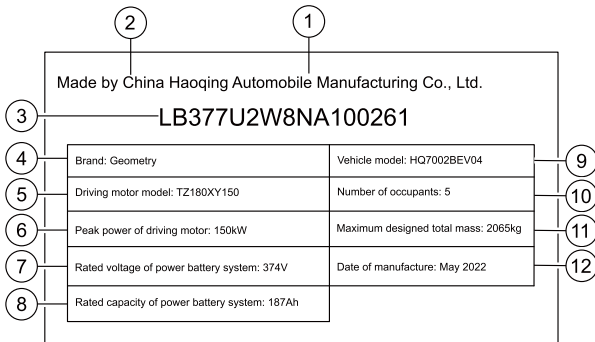 2
1
Made by China Haoqing Automobile Manufacturing Co., Ltd.
3
LB377U2W8NA100261
4
Brand: Geometry
Vehicle model: HQ7002BEV04
9
5
Driving motor model: TZ180XY150
Number of occupants: 5
10
6
Peak power of driving motor: 150kW
Maximum designed total mass: 2065kg
11
7
Rated voltage of power battery system: 374V
Date of manufacture: May 2022
12
8
Rated capacity of power battery system: 187Ah